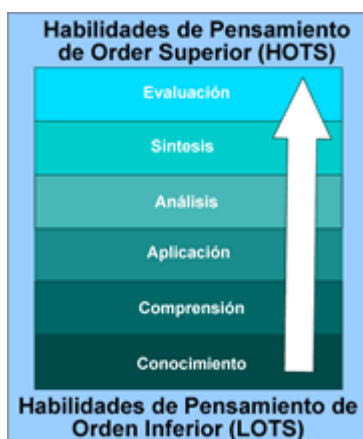 Habilidades de Pensamiento
de Order Superior (HOTS)
Evaluación
Síntesis
Análisis
Aplicación
Comprensión
Conocimiento
Habilidades de Pensamiento de
Orden Inferior (LOTS)